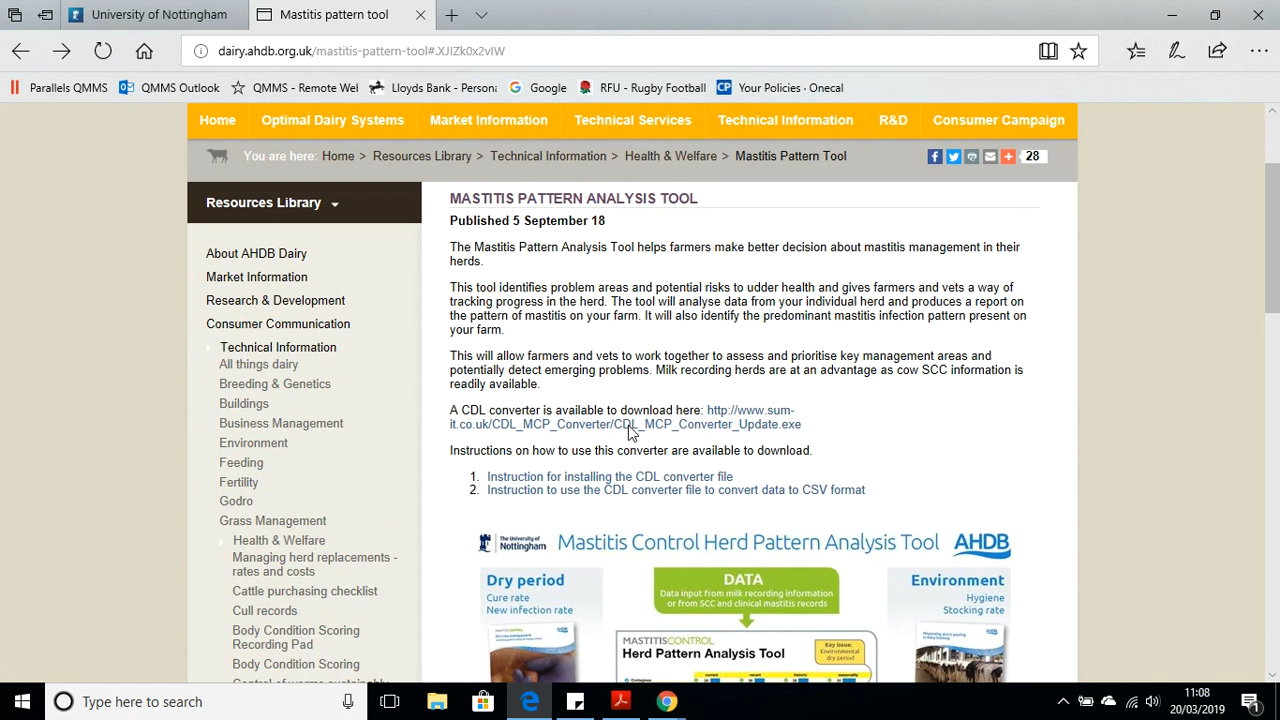 University of Nottingham
Mastitis pattern tool
dairy.ahdb.org.uk/mastitis-pattern-tool#.XJIZk0x2vIW
Parallels QMMS
QMMS Outlook
QMMS - Remote Wel
Lloyds Bank - Persona
Google
RFU - Rugby Football
Your Policies - Onecal
Home
Optimal Dairy Systems
Market Information
Technical Services
Technical Information
R&D
Consumer Campaign
You are here: Home > Resources Library > Technical Information > Health & Welfare > Mastitis Pattern Tool
28
Resources Library
About AHDB Dairy
Market Information
Research & Development
Consumer Communication
Technical Information
All things dairy
Breeding & Genetics
Buildings
Business Management
Environment
Feeding
Fertility
Godro
Grass Management
Health & Welfare
Managing herd replacements -
rates and costs
Cattle purchasing checklist
Cull records
Body Condition Scoring
Recording Pad
Body Condition Scoring
MASTITIS PATTERN ANALYSIS TOOL
Published 5 September 18
The Mastitis Pattern Analysis Tool helps farmers make better decision about mastitis management in their
herds.
This tool identifies problem areas and potential risks to udder health and gives farmers and vets a way of
tracking progress in the herd. The tool will analyse data from your individual herd and produces a report on
the pattern of mastitis on your farm. It will also identify the predominant mastitis infection pattern present on
your farm.
This will allow farmers and vets to work together to assess and prioritise key management areas and
potentially detect emerging problems. Milk recording herds are at an advantage as cow SCC information is
readily available.
A CDL converter is available to download here: http://www.sum-
it.co.uk/CDL_MCP_Converter/CDL_MCP_Converter_Update.exe
Instructions on how to use this converter are available to download.
1. Instruction for installing the CDL converter file
2. Instruction to use the CDL converter file to convert data to CSV format
The University of
Nottingham
Mastitis Control Herd Pattern Analysis Tool
AHDB
Dry period
Cure rate
New infection rate
DATA
Data input from milk recording information
or from SCC and clinical mastitis records
Environment
Hygiene
Stocking rate
MASTITISCONTROL
Herd Pattern Analysis Tool
Key issue:
Environmental
dry period
Type here to search
11:08
20/03/2019
1